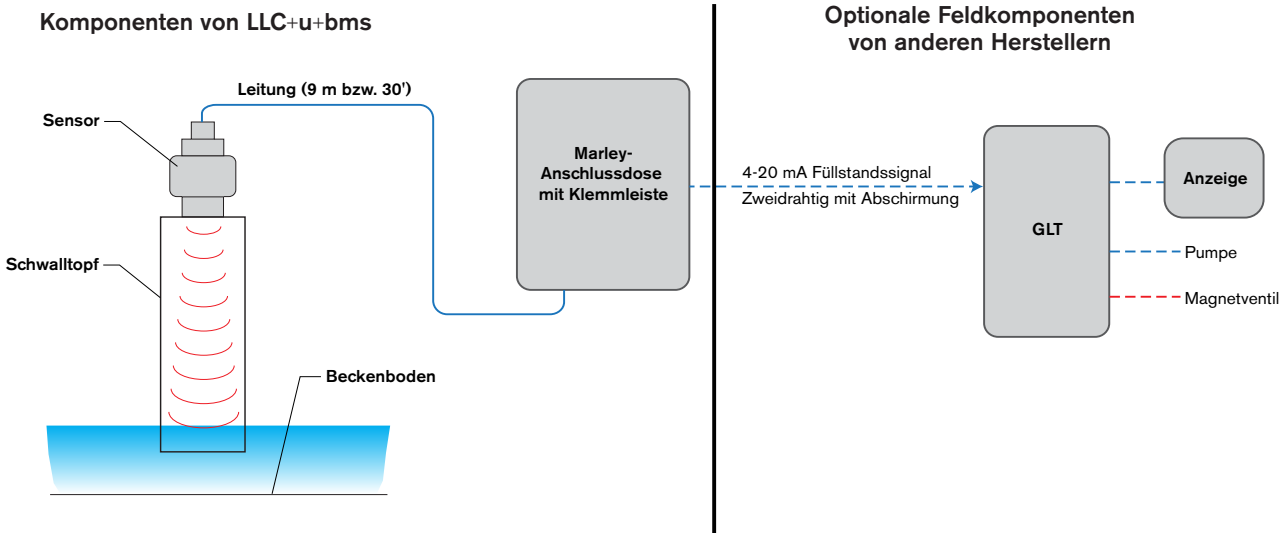 Komponenten von LLC+u+bms
Optionale Feldkomponenten
von anderen Herstellern
Leitung (9 m bzw. 30')
Sensor
Marley-
Anschlussdose
mit Klemmleiste
4-20 mA Füllstandssignal
Zweidrahtig mit Abschirmung
GLT
Anzeige
Pumpe
Magnetventil
Schwalltopf
Beckenboden